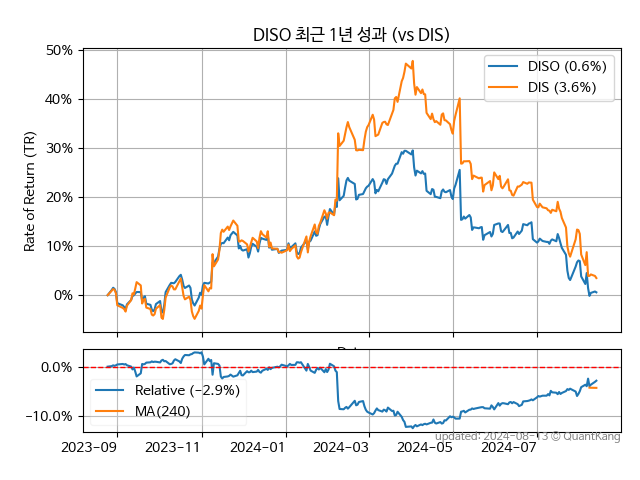 DISO 최근 1년 성과 (vs DIS)
50%
40%
30%
20%
10%
0%
Rate of Return (TR)
DISO (0.6%)
DIS (3.6%)
0.0%
−10.0%
Relative (−2.9%)
MA(240)
2023-09
2023-11
2024-01
2024-03
2024-05
2024-07
updated: 2024-08-13 © QuantKang